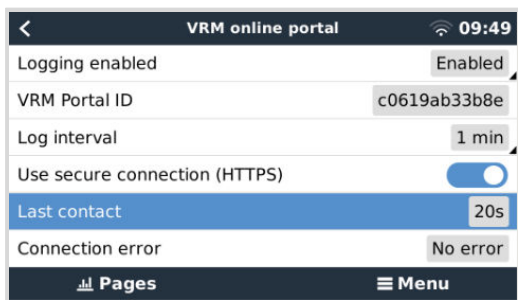 VRM online portal 09:49
Logging enabled Enabled
VRM Portal ID c0619ab33b8e
Log interval 1 min
Use secure connection (HTTPS)
Last contact 20s
Connection error No error
Pages Menu